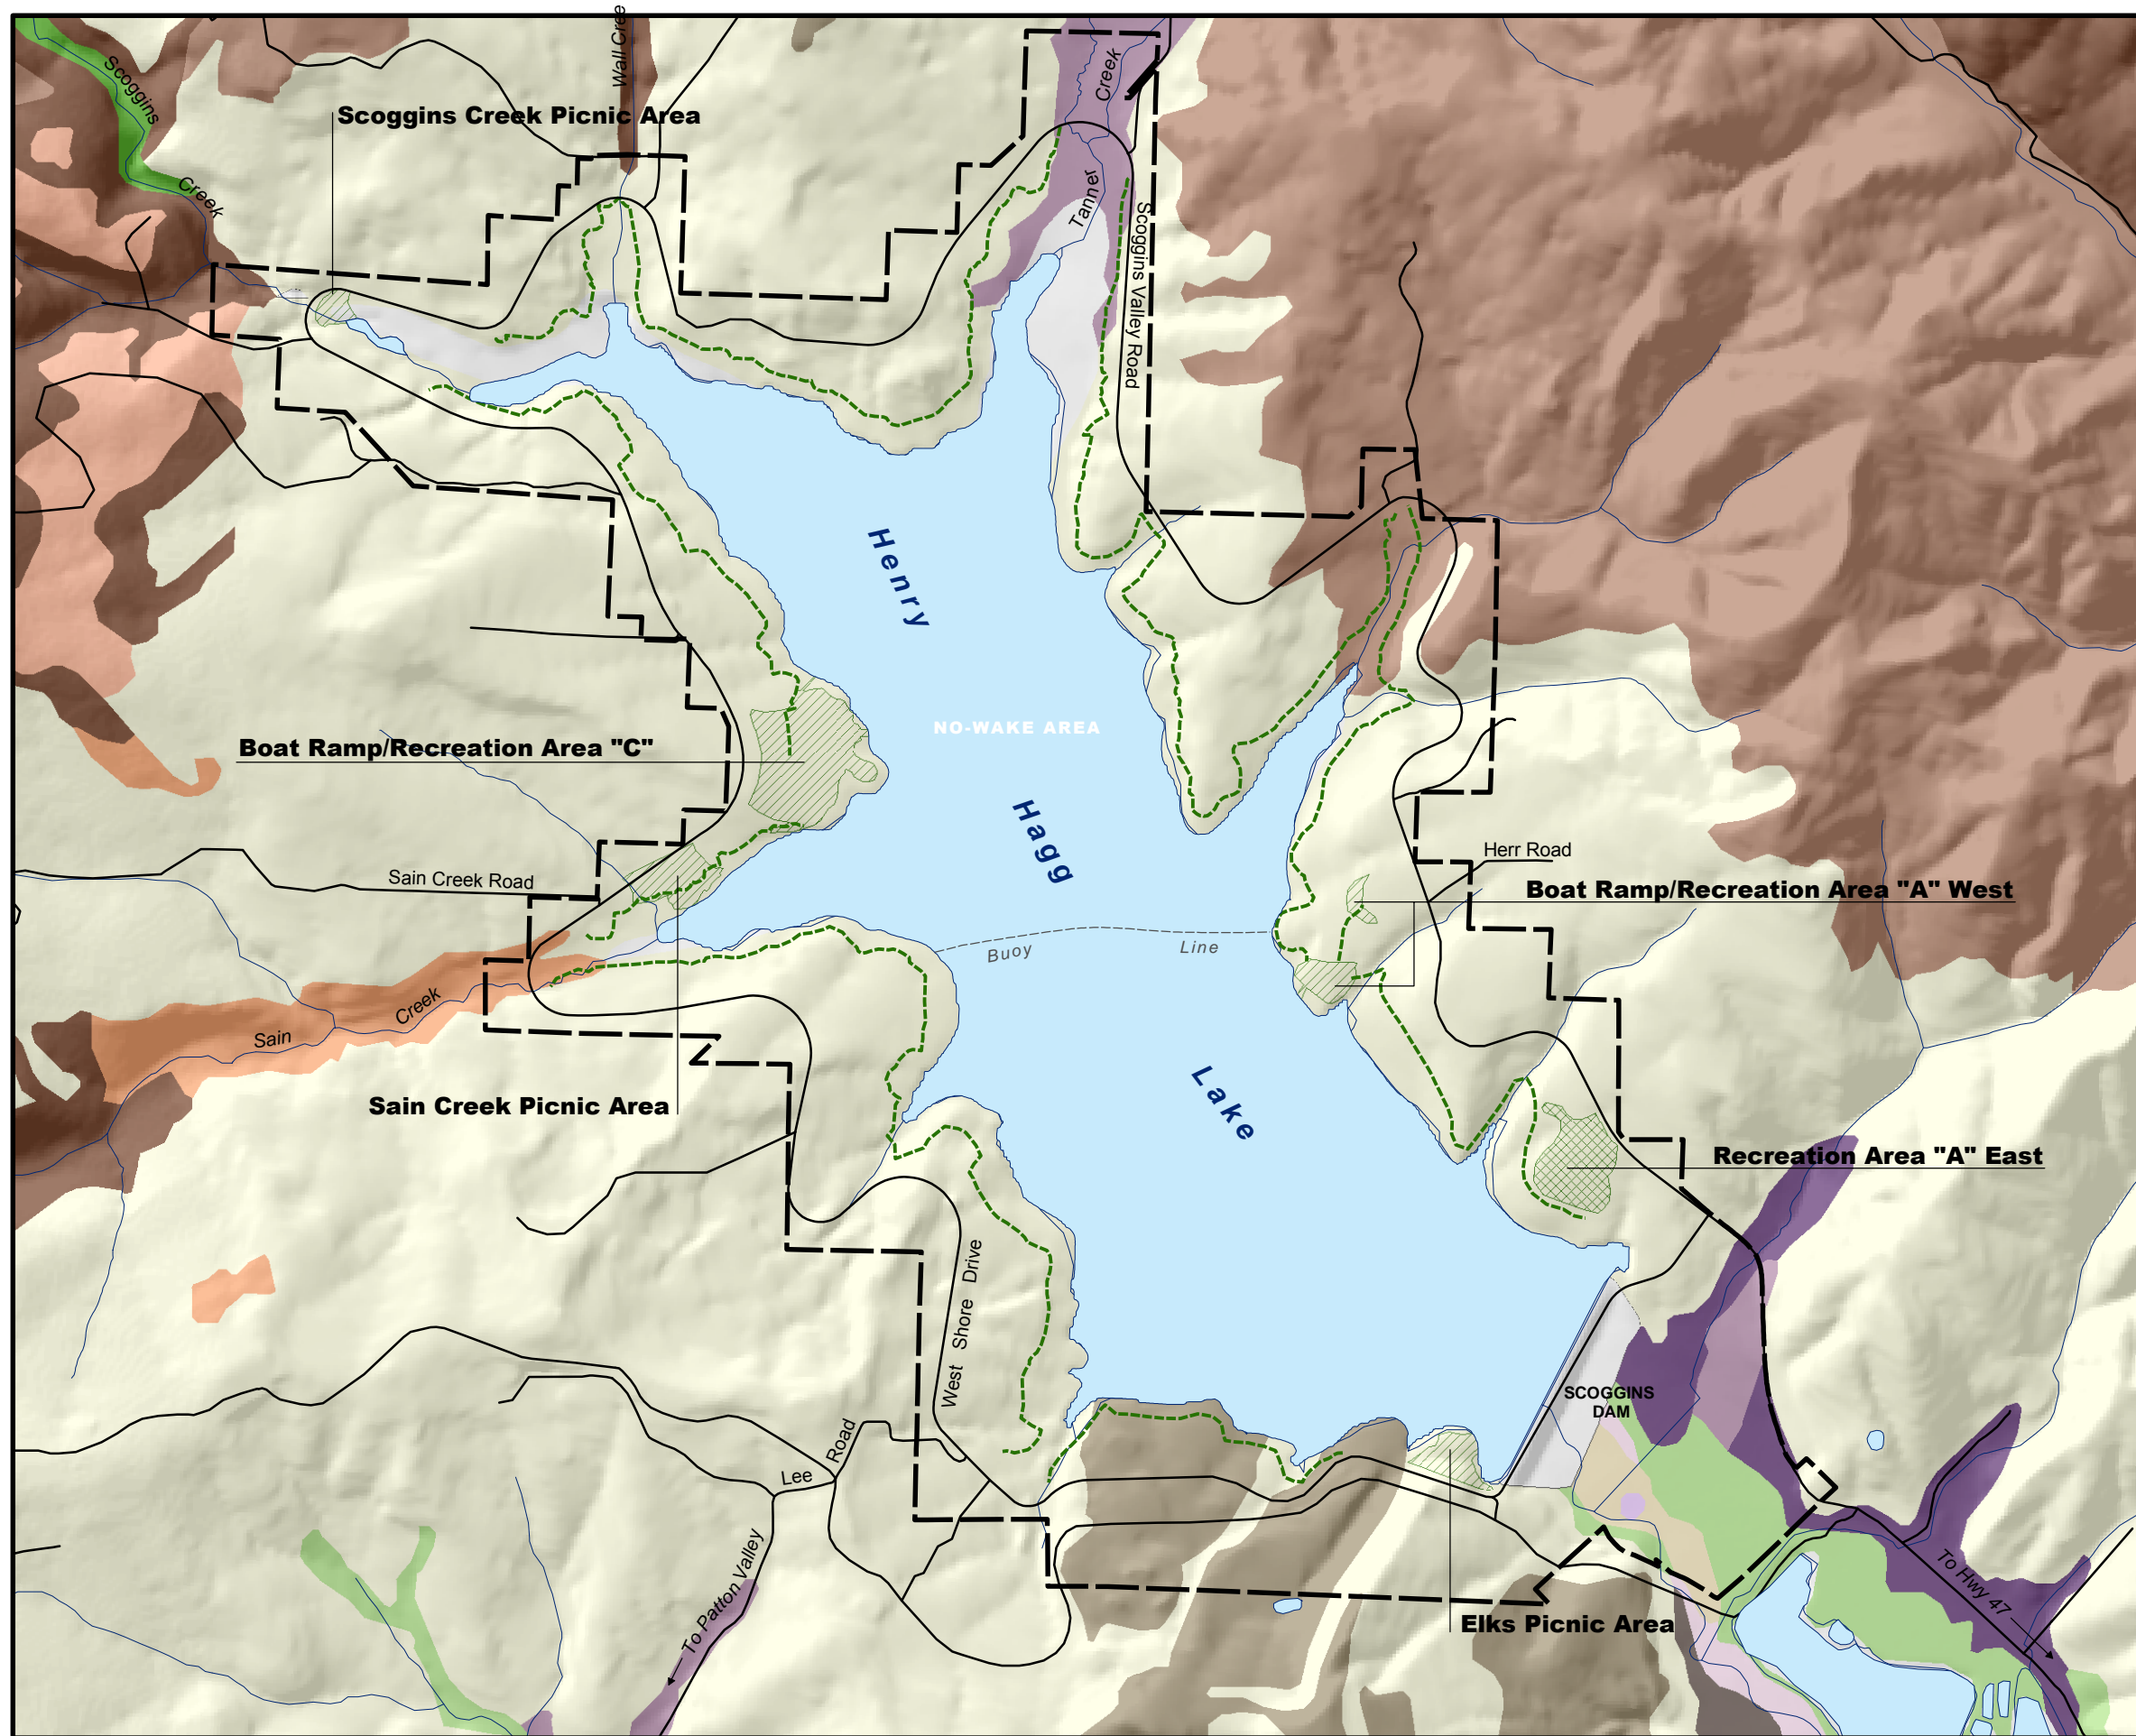 Wall Cree
Scoggins
Creek
Scoggins Creek Picnic Area
Creek
Tanner
Scoggins Valley Road
Henry
NO-WAKE AREA
Boat Ramp/Recreation Area "C"
Hagg
Herr Road
Sain Creek Road
Boat Ramp/Recreation Area "A" West
Buoy Line
Creek
Sain
Lake
Sain Creek Picnic Area
Recreation Area "A" East
West Shore Drive
SCOGGINS
DAM
Road
Lee
To Patton Valley
To Hwy 47
Elks Picnic Area